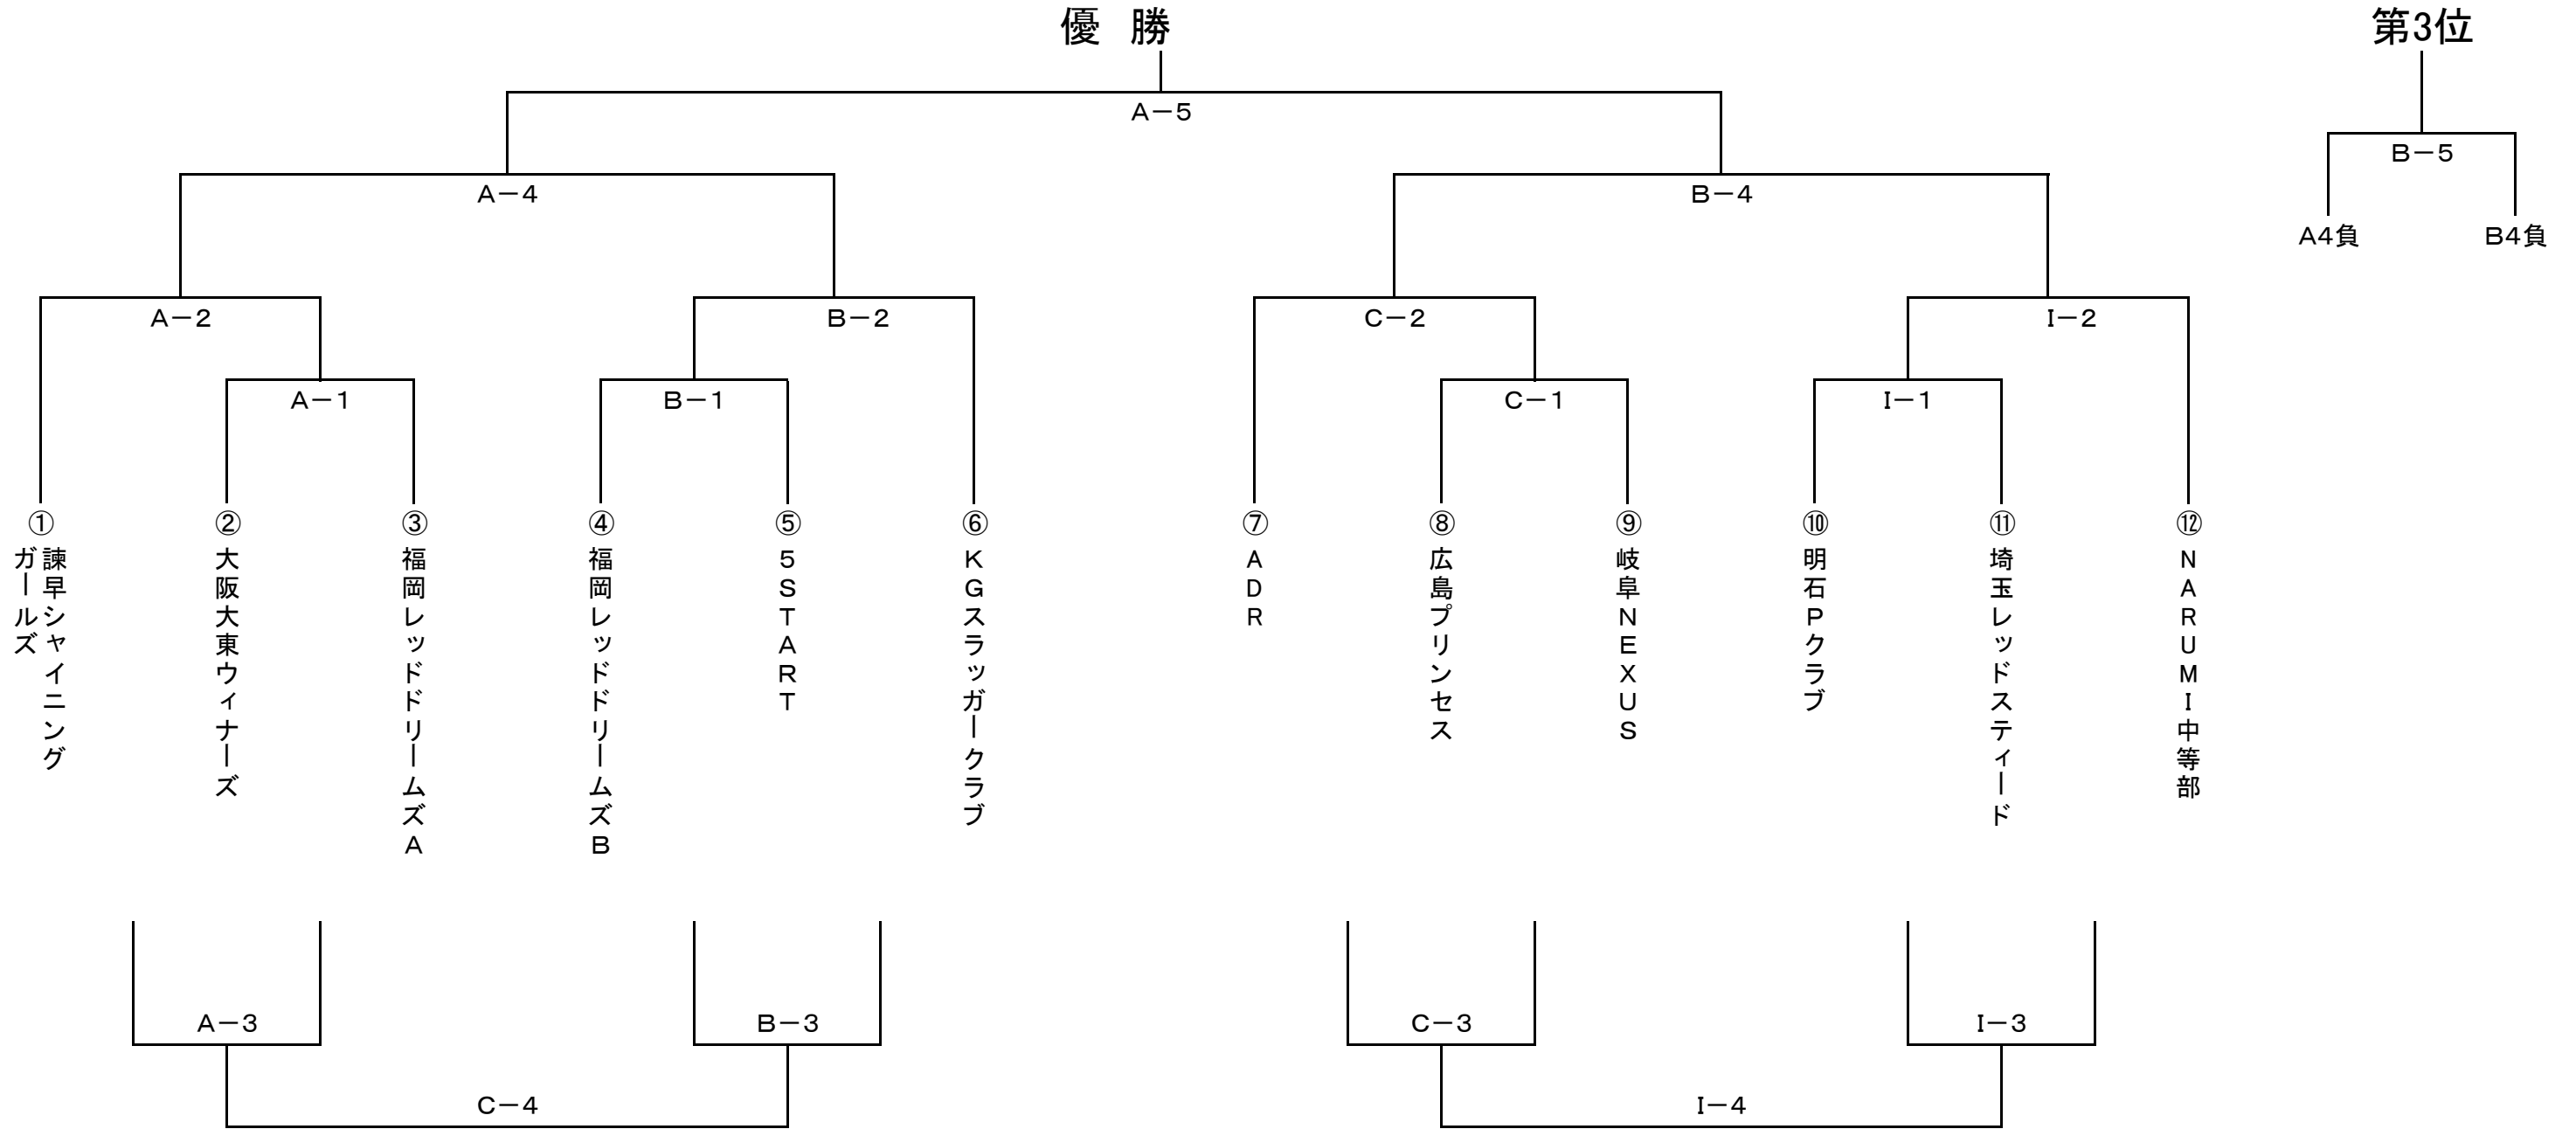 優　勝
第3位
A－5
B－5
A－4
B－4
A4負
B4負
A－2
B－2
C－2
I－2
A－1
B－1
C－1
I－1
①
②
③
④
⑤
⑥
⑦
⑧
⑨
⑩
⑪
⑫
諫早シャイニング
ガールズ
大阪大東ウィナーズ
福岡レッドドリームズA
福岡レッドドリームズB
5START
KGスラッガークラブ
ADR
広島プリンセス
岐阜NEXUS
明石Pクラブ
埼玉レッドスティード
NARUMI中等部
A－3
B－3
C－3
I－3
C－4
I－4